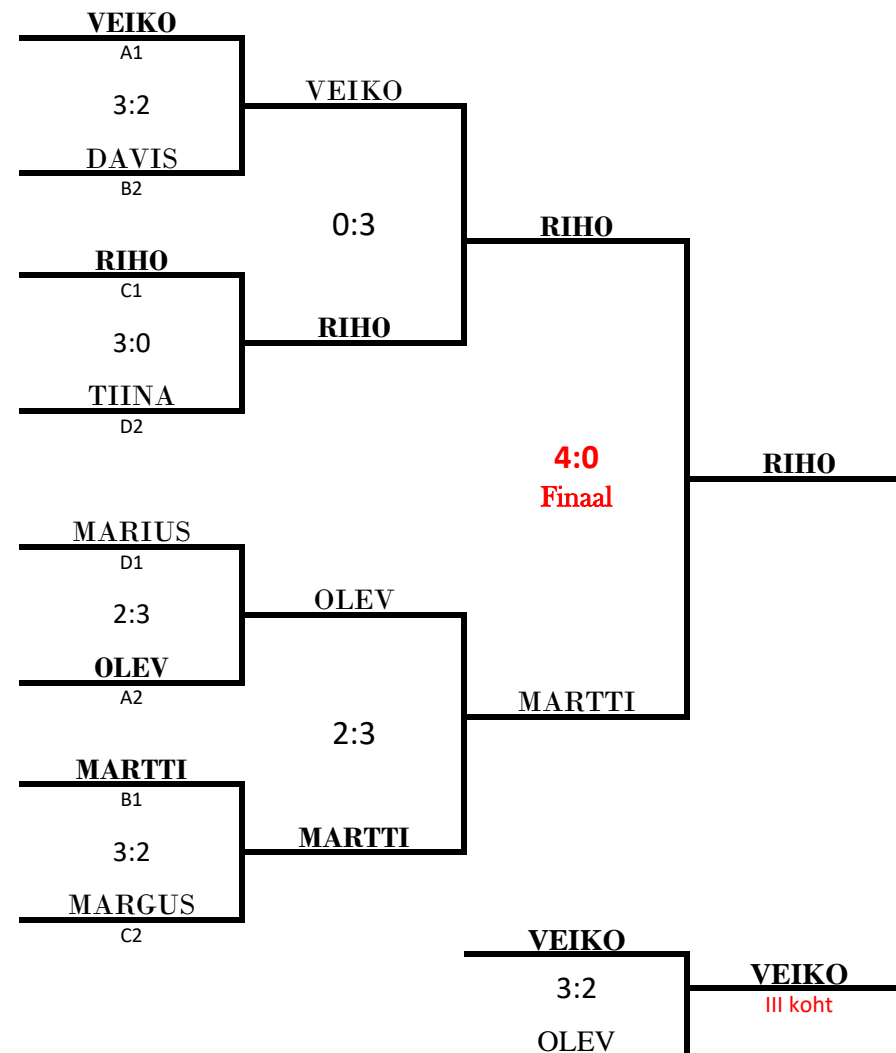 VEIKO
A1
3:2
VEIKO
DAVIS
B2
0:3
RIHO
RIHO
C1
3:0
RIHO
TIINA
D2
4:0
Finaal
RIHO
MARIUS
D1
2:3
OLEV
OLEV
A2
MARTTI
2:3
MARTTI
B1
3:2
MARTTI
MARGUS
C2
VEIKO
3:2
VEIKO
III koht
OLEV